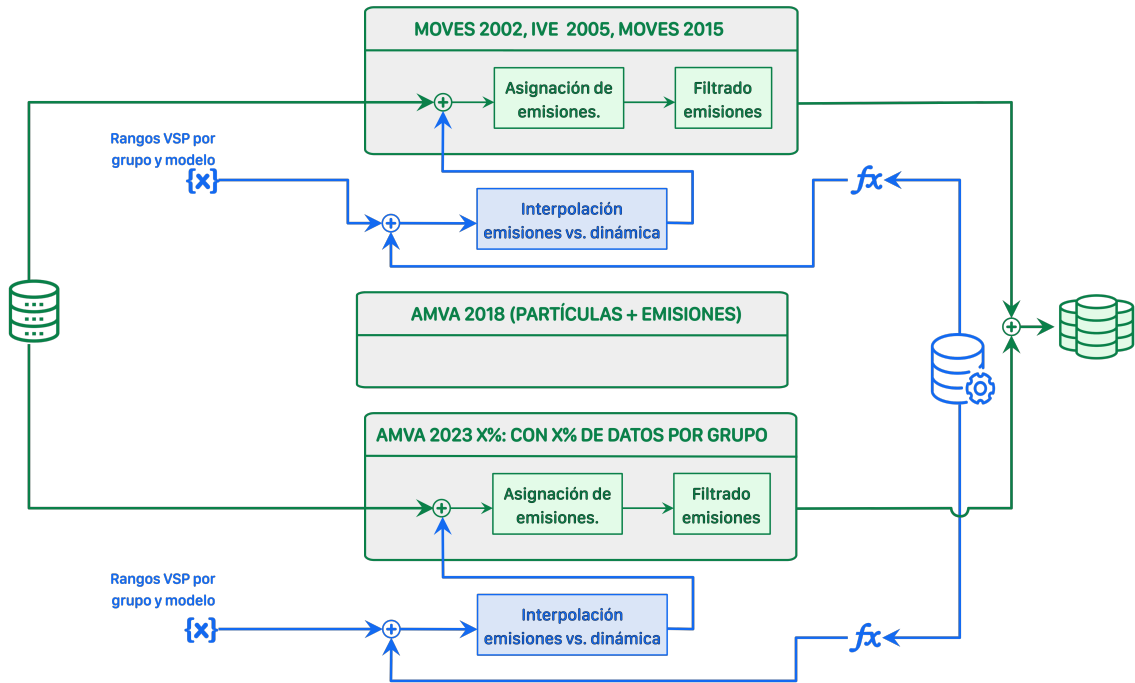 MOVES 2002, IVE 2005, MOVES 2015
Asignación de
emisiones.
Filtrado
emisiones
Rangos VSP por
grupo y modelo
{x}
fx
Interpolación
emisiones vs. dinámica
AMVA 2018 (PARTÍCULAS + EMISIONES)
AMVA 2023 X%: CON X% DE DATOS POR GRUPO
Asignación de
emisiones.
Filtrado
emisiones
Rangos VSP por
grupo y modelo
{x}
Interpolación
emisiones vs. dinámica
fx